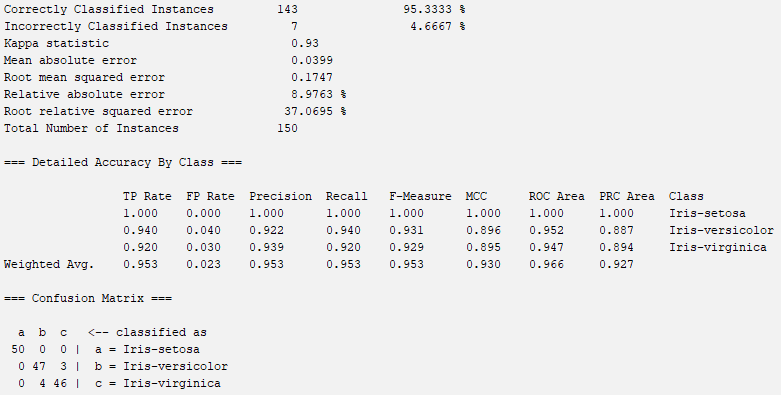 Correctly Classified Instances 143 95.3333 %
Incorrectly Classified Instances 7 4.6667 %
Kappa statistic 0.93
Mean absolute error 0.0399
Root mean squared error 0.1747
Relative absolute error 8.9763 %
Root relative squared error 37.0695 %
Total Number of Instances 150
=== Detailed Accuracy By Class ===
TP Rate FP Rate Precision Recall F-Measure MCC ROC Area PRC Area Class
1.000 0.000 1.000 1.000 1.000 1.000 1.000 1.000 Iris-setosa
0.940 0.040 0.922 0.940 0.931 0.896 0.952 0.887 Iris-versicolor
0.920 0.030 0.939 0.920 0.929 0.895 0.947 0.894 Iris-virginica
Weighted Avg. 0.953 0.023 0.953 0.953 0.953 0.930 0.966 0.927
=== Confusion Matrix ===
a b c <-- classified as
50 0 0 | a = Iris-setosa
0 47 3 | b = Iris-versicolor
0 4 46 | c = Iris-virginica